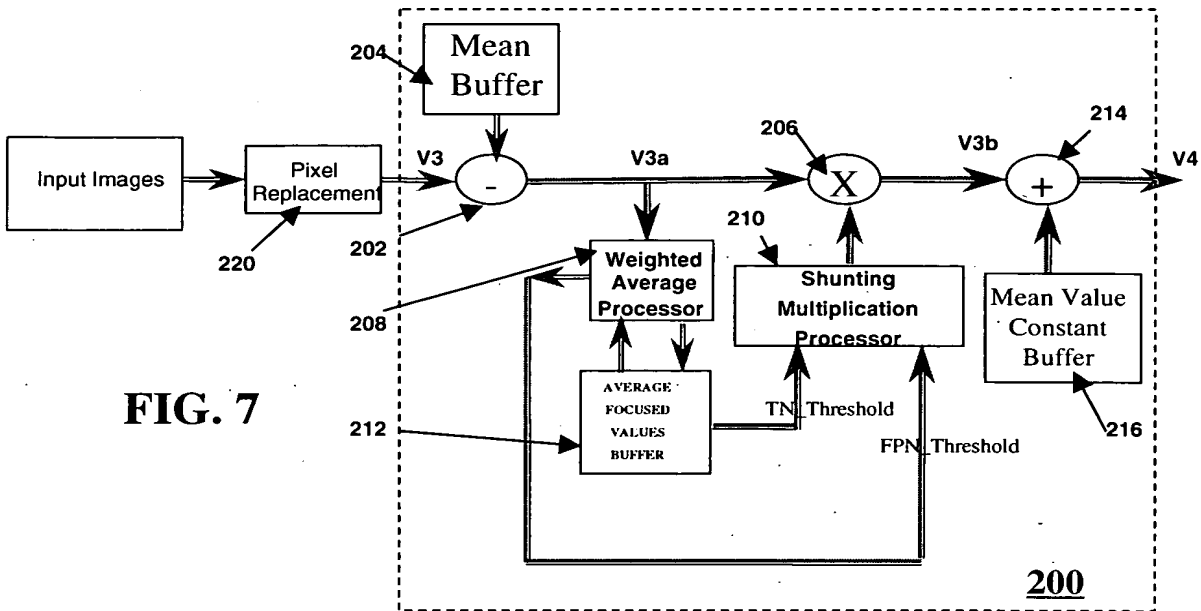 204
Mean
Buffer
Input Images
Pixel
Replacement
220
V3
-
202
V3a
206
X
V3b
214
+
V4
208
Weighted
Average
Processor
210
Shunting
Multiplication
Processor
Mean Value
Constant
Buffer
216
FIG. 7
212
AVERAGE
FOCUSED
VALUES
BUFFER
TN_Threshold
FPN_Threshold
200